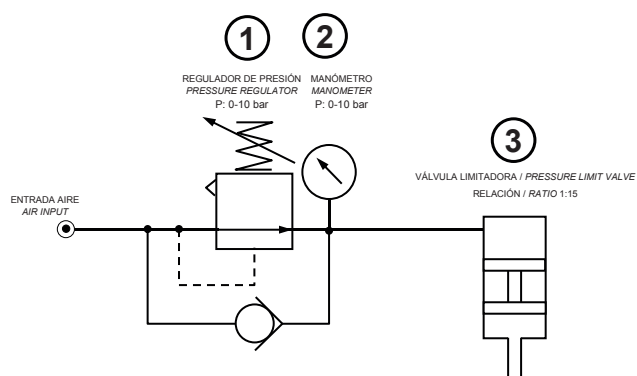 1
2
REGULADOR DE PRESIÓN
PRESSURE REGULATOR
P: 0-10 bar
MANÓMETRO
MANOMETER
P: 0-10 bar
3
VÁLVULA LIMITADORA / PRESSURE LIMIT VALVE
RELACIÓN / RATIO 1:15
ENTRADA AIRE
AIR INPUT